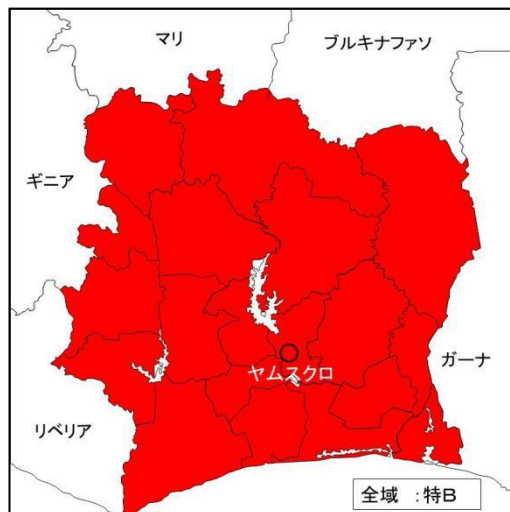 マリ
ブルキナファソ
ギニア
ヤムスクロ
ガーナ
リベリア
全域 :特B